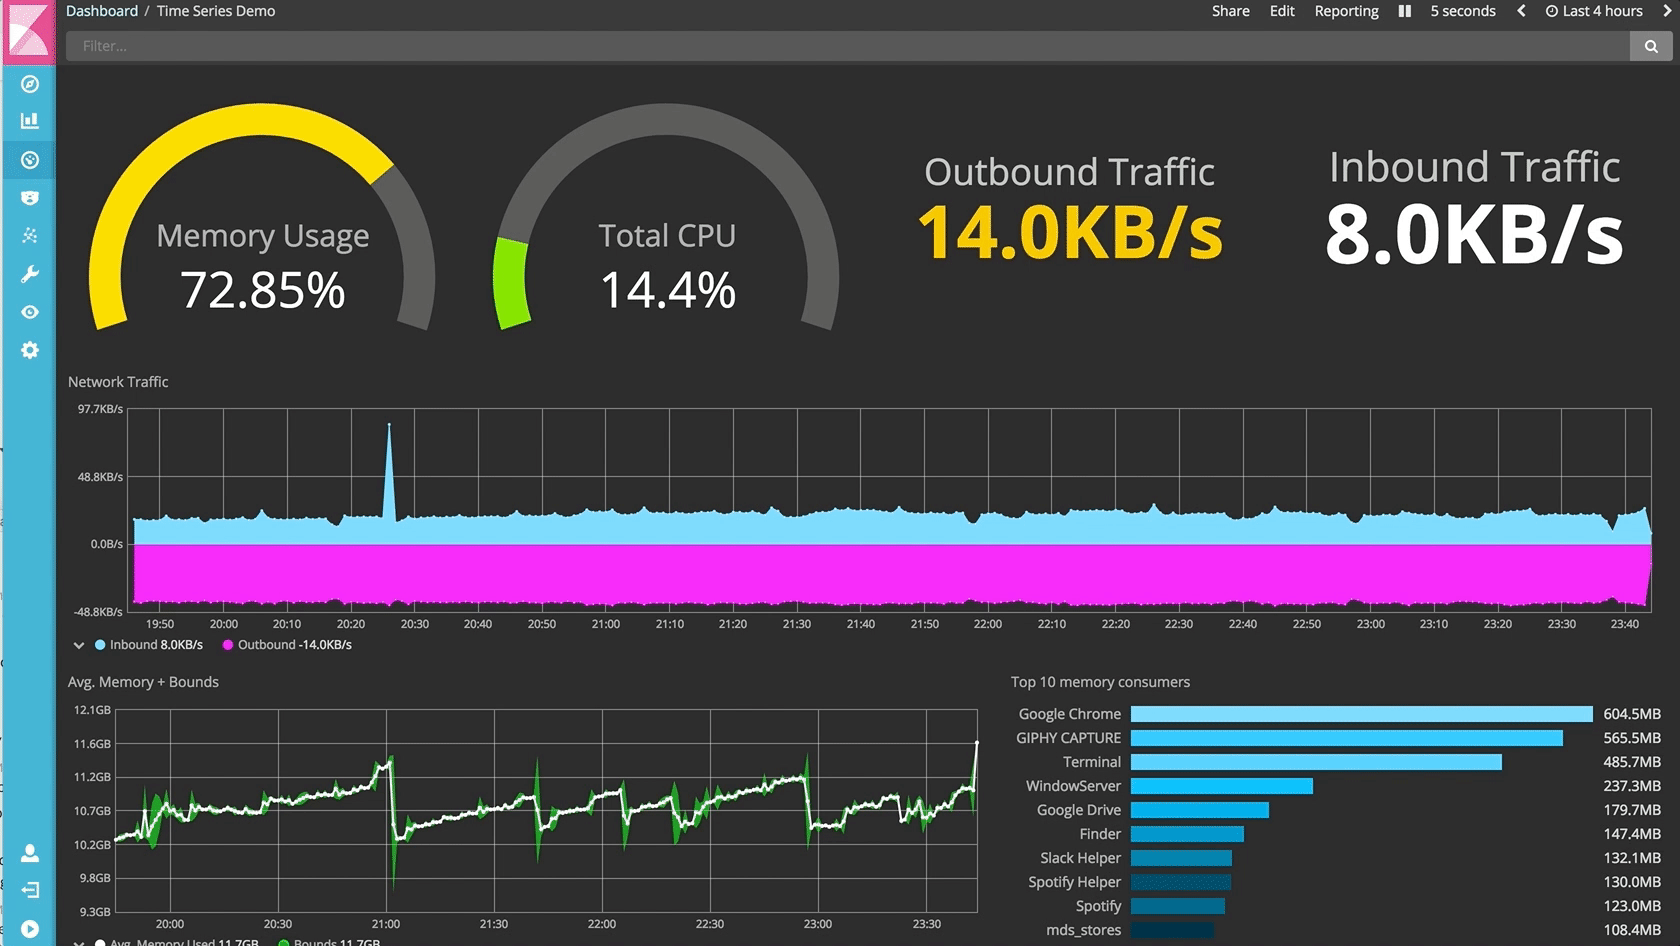 Dashboard / Time Series Demo
Share Edit Reporting 5 seconds Last 4 hours
Filter...
Memory Usage
72.85%
Total CPU
14.4%
Outbound Traffic
14.0KB/s
Inbound Traffic
8.0KB/s
Network Traffic
97.7KB/s
48.8KB/s
0.0B/s
-48.8KB/s
19:50 20:00 20:10 20:20 20:30 20:40 20:50 21:00 21:10 21:20 21:30 21:40 21:50 22:00 22:10 22:20 22:30 22:40 22:50 23:00 23:10 23:20 23:30 23:40
Inbound 8.0KB/s Outbound -14.0KB/s
Avg. Memory + Bounds
12.1GB
11.6GB
11.2GB
10.7GB
10.2GB
9.8GB
9.3GB
20:00 20:30 21:00 21:30 22:00 22:30 23:00 23:30
Avg. Memory Used 11.7GB Bounds 11.7GB
Top 10 memory consumers
Google Chrome 604.5MB
GIPHY CAPTURE 565.5MB
Terminal 485.7MB
WindowServer 237.3MB
Google Drive 179.7MB
Finder 147.4MB
Slack Helper 132.1MB
Spotify Helper 130.0MB
Spotify 123.0MB
mds_stores 108.4MB